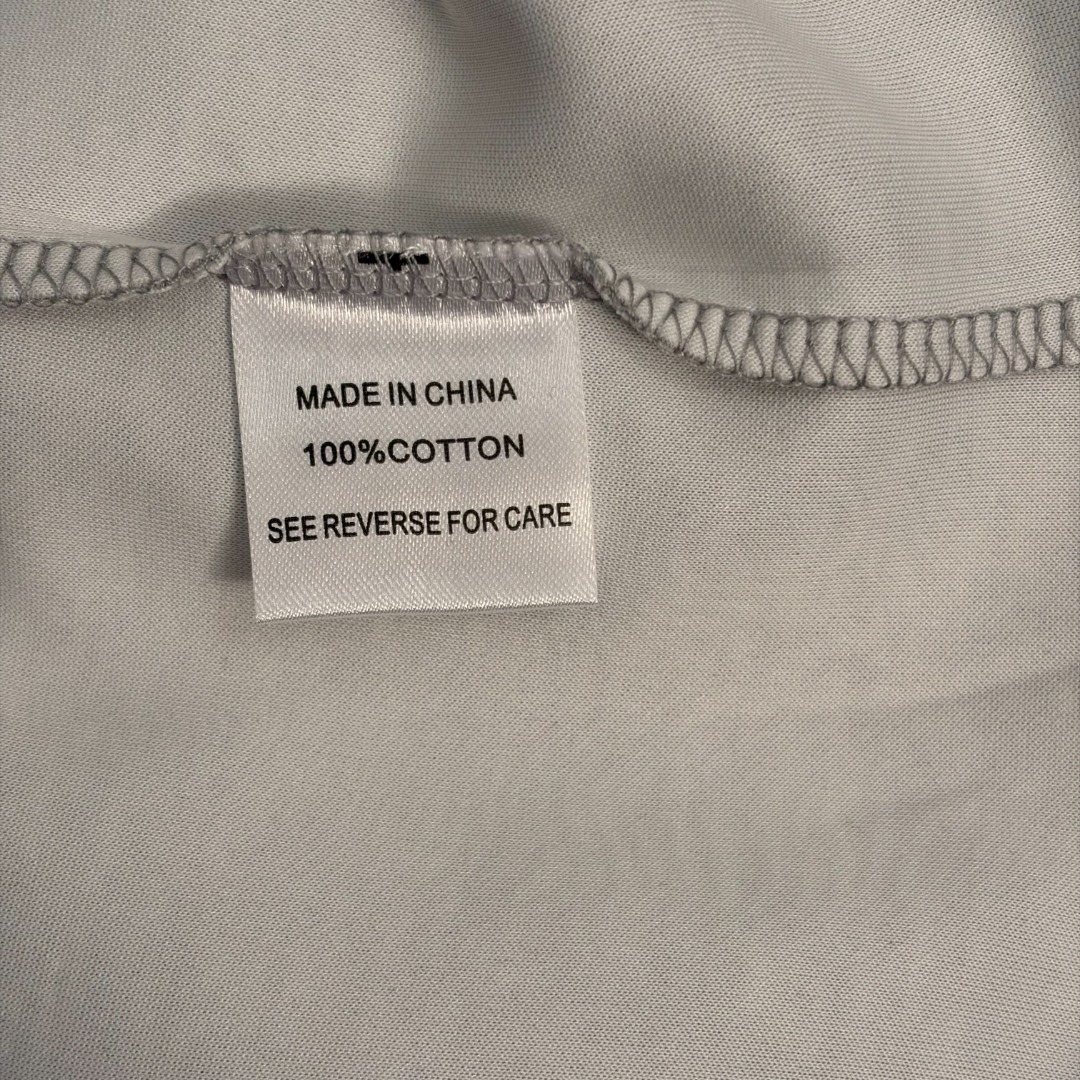 MADE IN CHINA
100%COTTON
SEE REVERSE FOR CARE